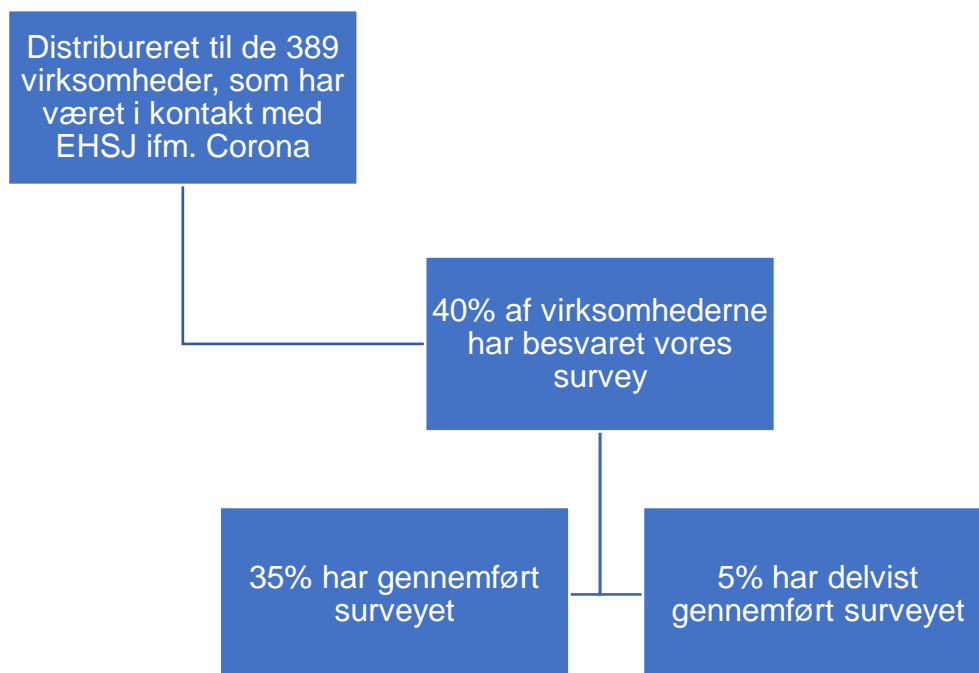 Distribureret til de 389
virksomheder, som har
været i kontakt med
EHSJ ifm. Corona
40% af virksomhederne
har besvaret vores
survey
35% har gennemført
surveyet
5% har delvist
gennemført surveyet